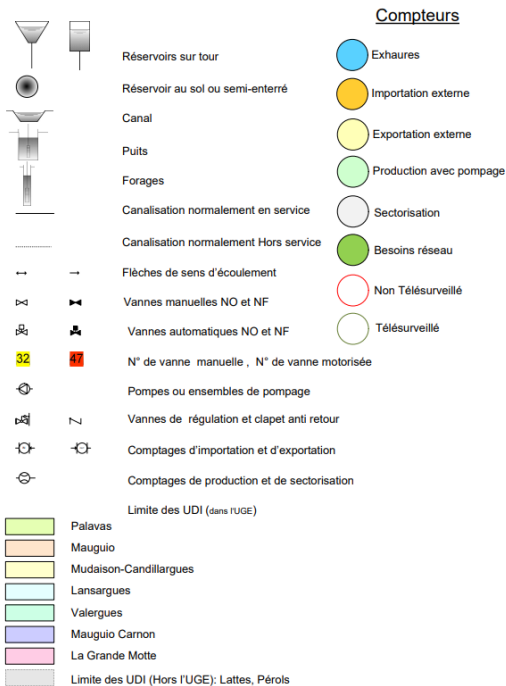 Compteurs
Réservoirs sur tour
Exhaures
Réservoir au sol ou semi-enterré
Importation externe
Canal
Exportation externe
Puits
Production avec pompage
Forages
Canalisation normalement en service
Sectorisation
Canalisation normalement Hors service
Besoins réseau
Flèches de sens d'écoulement
Non Télésurveillé
Vannes manuelles NO et NF
Vannes automatiques NO et NF
Télésurveillé
32 47 N° de vanne manuelle , N° de vanne motorisée
Pompes ou ensembles de pompage
Vannes de régulation et clapet anti retour
Comptages d'importation et d'exportation
Comptages de production et de sectorisation
Limite des UDI (dans l'UGE)
Palavas
Mauguio
Mudaison-Candillargues
Lansargues
Valergues
Mauguio Carnon
La Grande Motte
Limite des UDI (Hors l'UGE): Lattes, Pérols